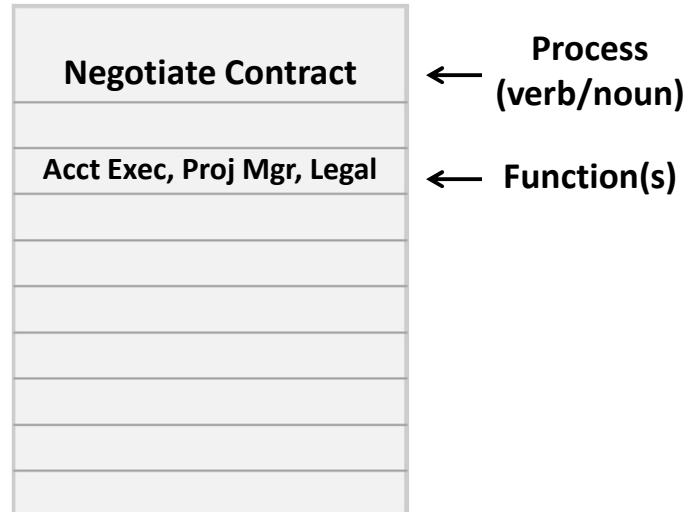 Negotiate Contract
Process
(verb/noun)
Acct Exec, Proj Mgr, Legal
Function(s)